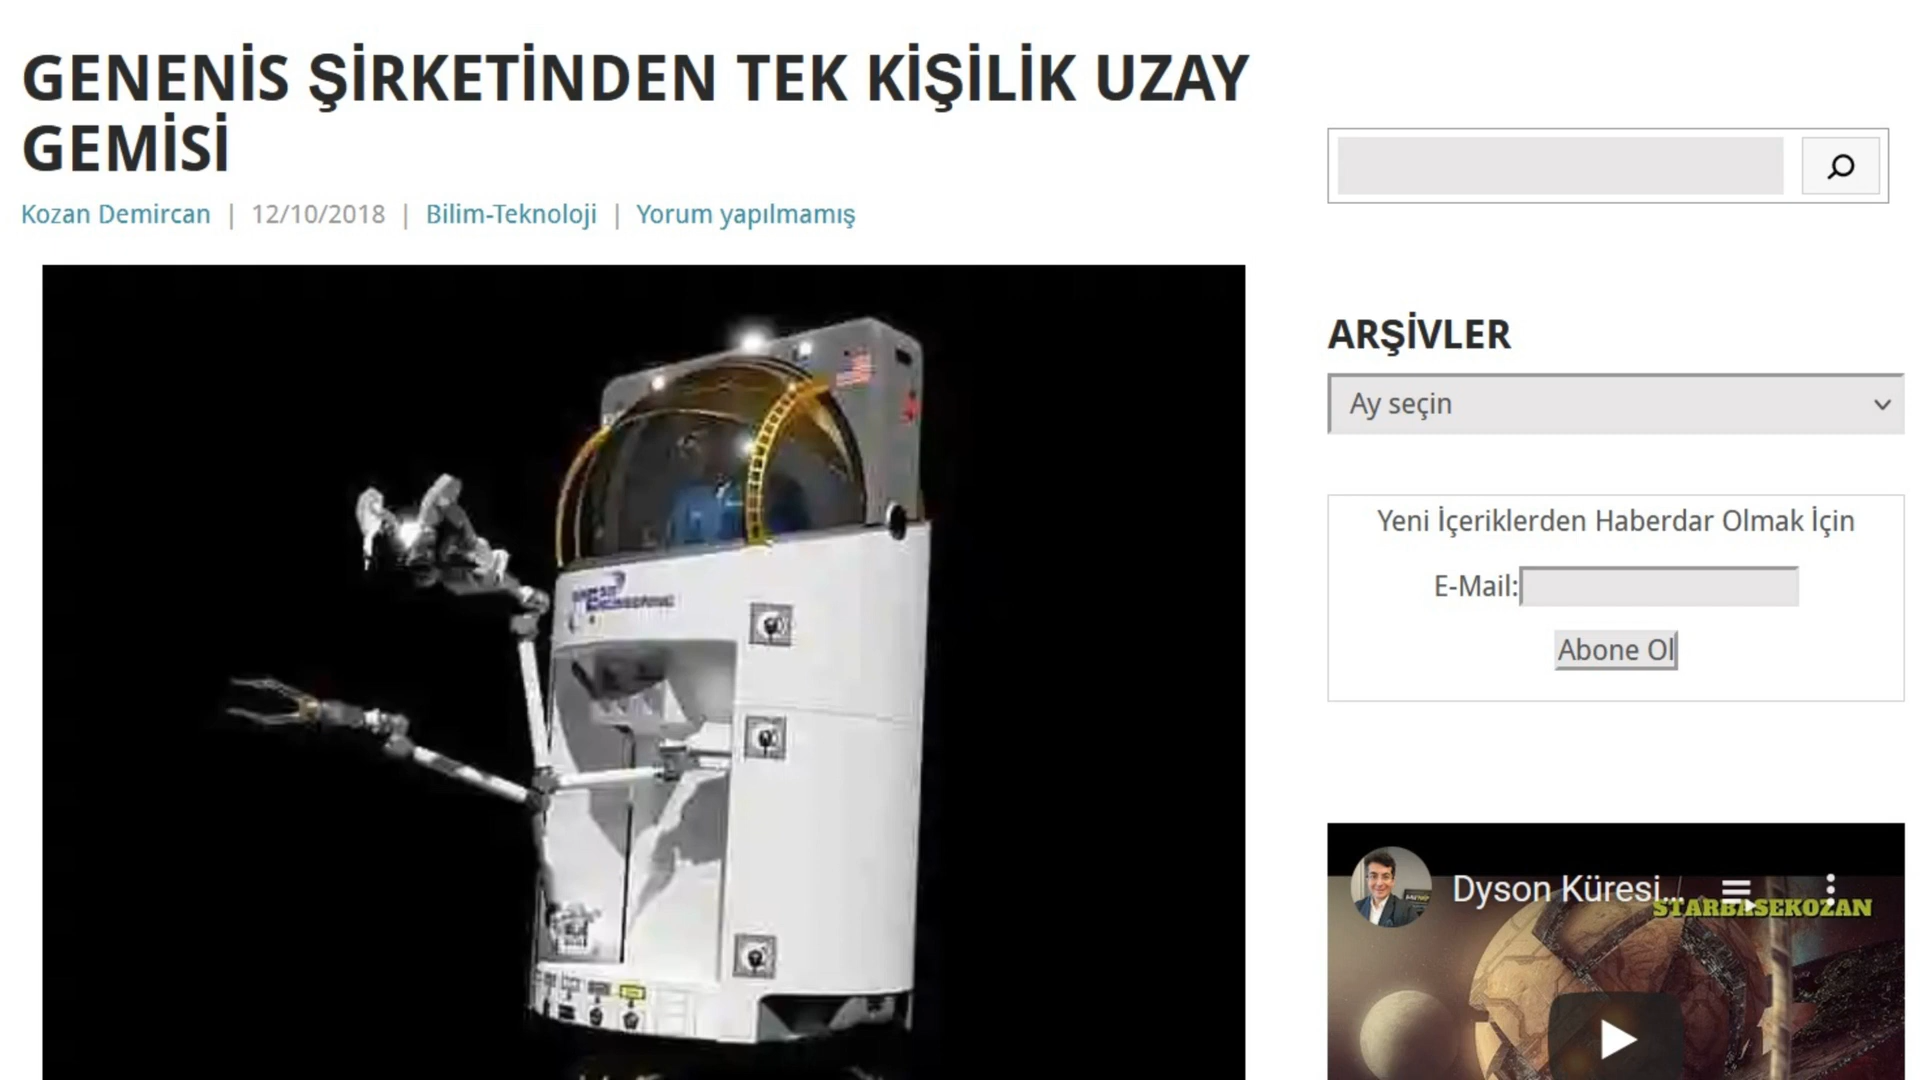 GENENİS ŞİRKETİNDEN TEK KİŞİLİK UZAY
GEMİSİ
Kozan Demircan | 12/10/2018 | Bilim-Teknoloji | Yorum yapılmamış
ARŞİVLER
Ay seçin
Yeni İçeriklerden Haberdar Olmak İçin
E-Mail:
Abone Ol
Dyson Küresi...
STARBASEKOZAN